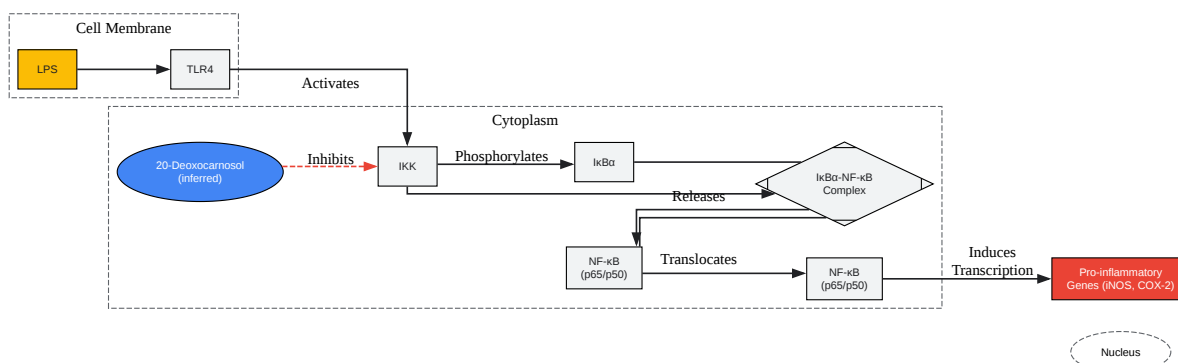 Cell Membrane
LPS
TLR4
Activates
Cytoplasm
20-Deoxocarnosol
(inferred)
Inhibits
IKK
Phosphorylates
IκBα
IκBα-NF-κB
Complex
Releases
NF-κB
(p65/p50)
Translocates
NF-κB
(p65/p50)
Induces
Transcription
Pro-inflammatory
Genes (iNOS, COX-2)
Nucleus